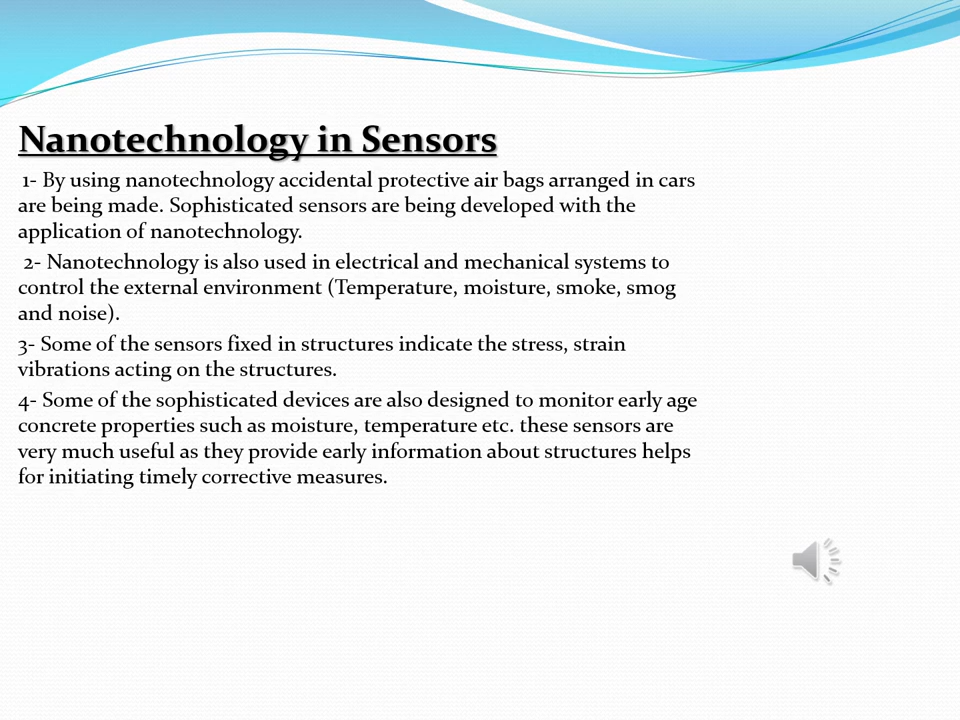 Nanotechnology in Sensors
1- By using nanotechnology accidental protective air bags arranged in cars
are being made. Sophisticated sensors are being developed with the
application of nanotechnology.
2- Nanotechnology is also used in electrical and mechanical systems to
control the external environment (Temperature, moisture, smoke, smog
and noise).
3- Some of the sensors fixed in structures indicate the stress, strain
vibrations acting on the structures.
4- Some of the sophisticated devices are also designed to monitor early age
concrete properties such as moisture, temperature etc. these sensors are
very much useful as they provide early information about structures helps
for initiating timely corrective measures.